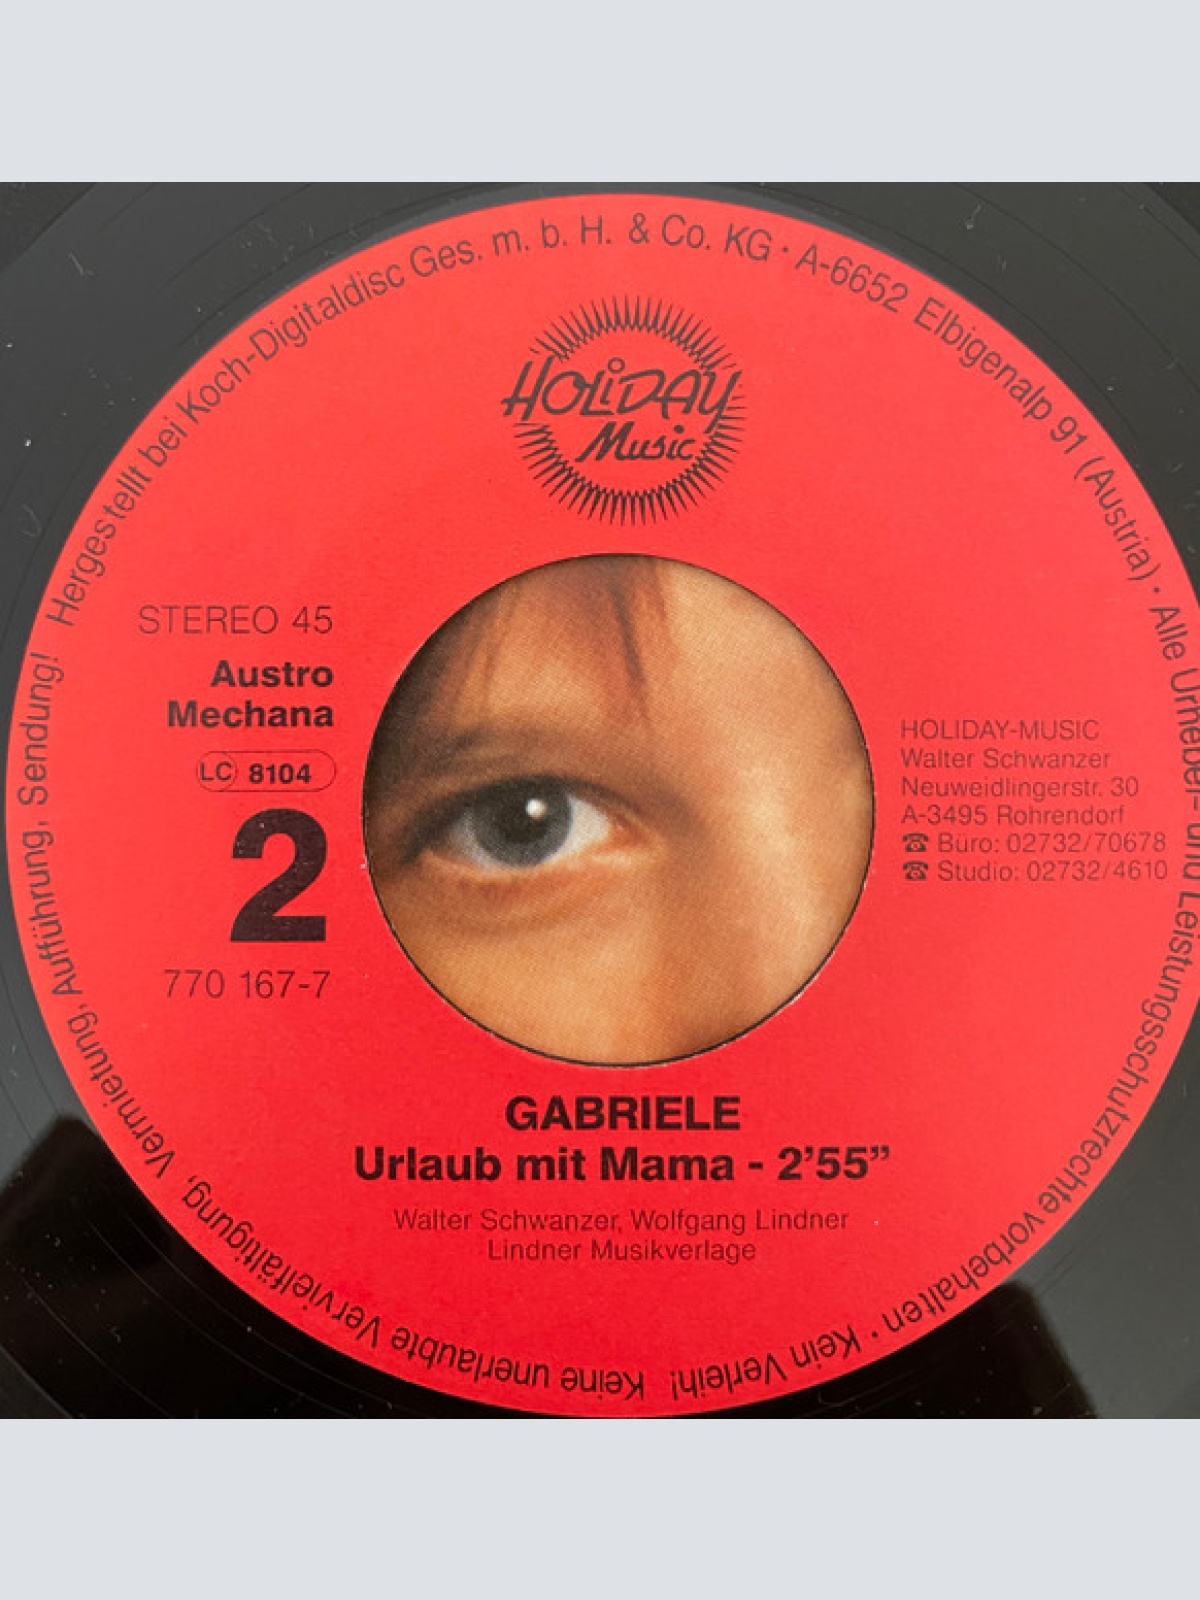 Hergestellt bei Koch-Digitaldisc Ges. m. b. H. & Co. KG · A-6652 Elbigenalp 91 (Austria) · Alle Urheber- und Leistungsschutzrechte vorbehalten · Kein Verleih! Keine unerlaubte Vervielfältigung, Vermietung, Aufführung, Sendung!
HOLiDAY
Music
STEREO 45
Austro
Mechana
LC 8104
2
770 167-7
HOLIDAY-MUSIC
Walter Schwanzer
Neuweidlingerstr. 30
A-3495 Rohrendorf
☎ Büro: 02732/70678
☎ Studio: 02732/4610
GABRIELE
Urlaub mit Mama - 2’55”
Walter Schwanzer, Wolfgang Lindner
Lindner Musikverlage